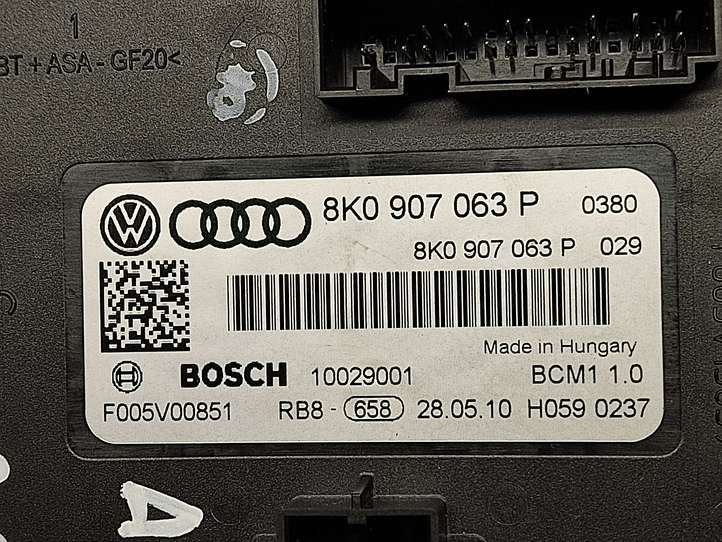 1
BT + ASA - GF20<
8K0 907 063 P 0380
8K0 907 063 P 029
Made in Hungary
BOSCH 10029001 BCM1 1.0
F005V00851 RB8 - 658 28.05.10 H059 0237